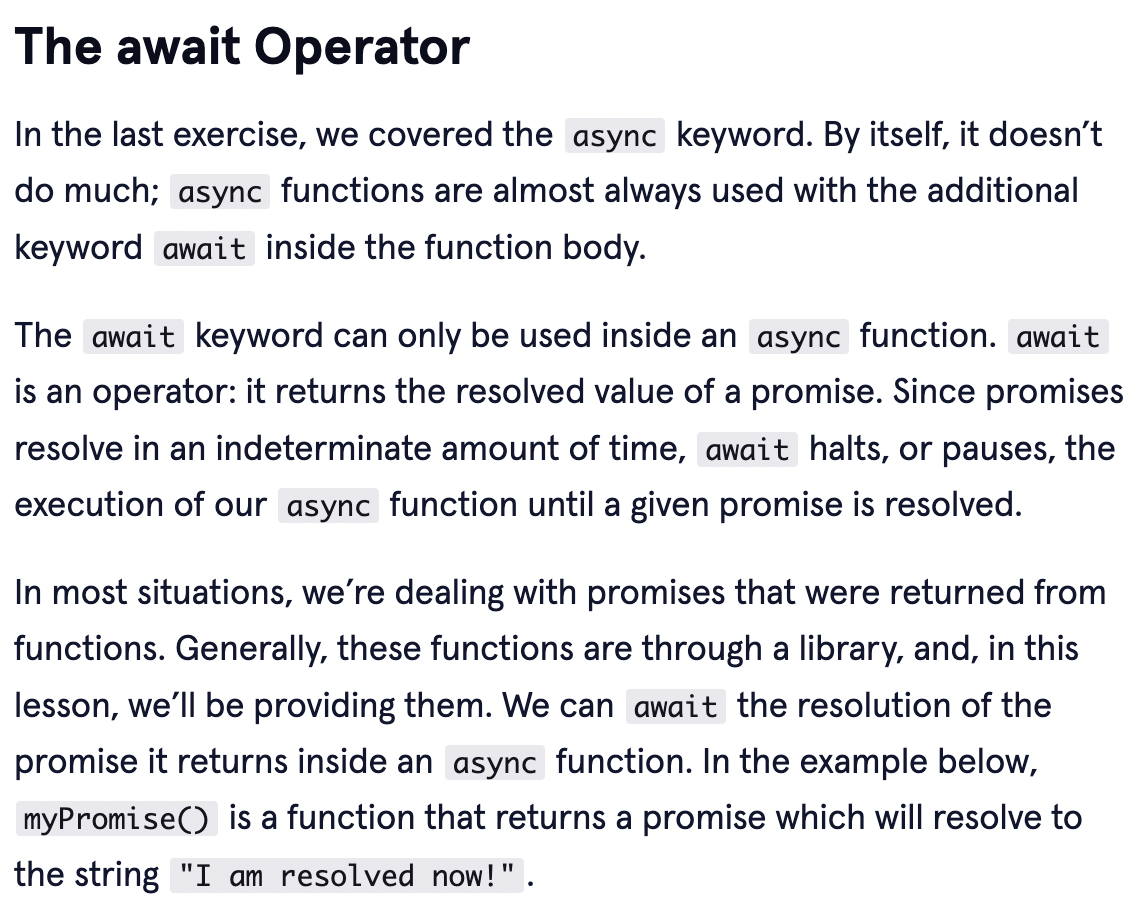 The await Operator
In the last exercise, we covered the async keyword. By itself, it doesn’t
do much; async functions are almost always used with the additional
keyword await inside the function body.
The await keyword can only be used inside an async function. await
is an operator: it returns the resolved value of a promise. Since promises
resolve in an indeterminate amount of time, await halts, or pauses, the
execution of our async function until a given promise is resolved.
In most situations, we’re dealing with promises that were returned from
functions. Generally, these functions are through a library, and, in this
lesson, we’ll be providing them. We can await the resolution of the
promise it returns inside an async function. In the example below,
myPromise() is a function that returns a promise which will resolve to
the string "I am resolved now!".